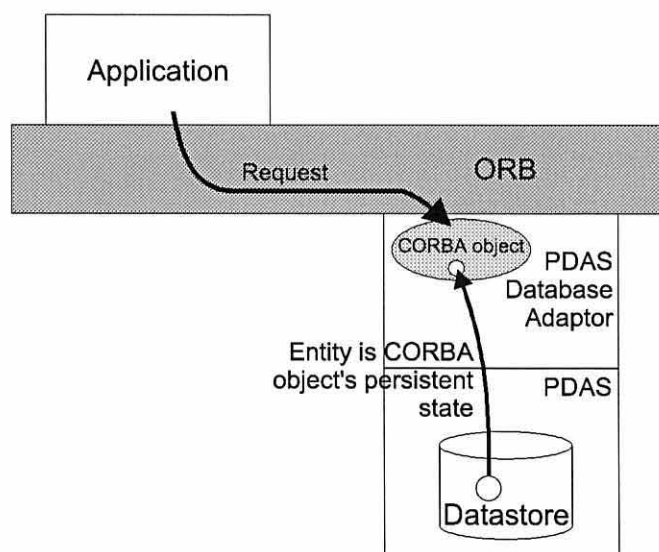 Application
Request
ORB
CORBA object
PDAS
Database
Adaptor
Entity is CORBA
object's persistent
state
PDAS
Datastore